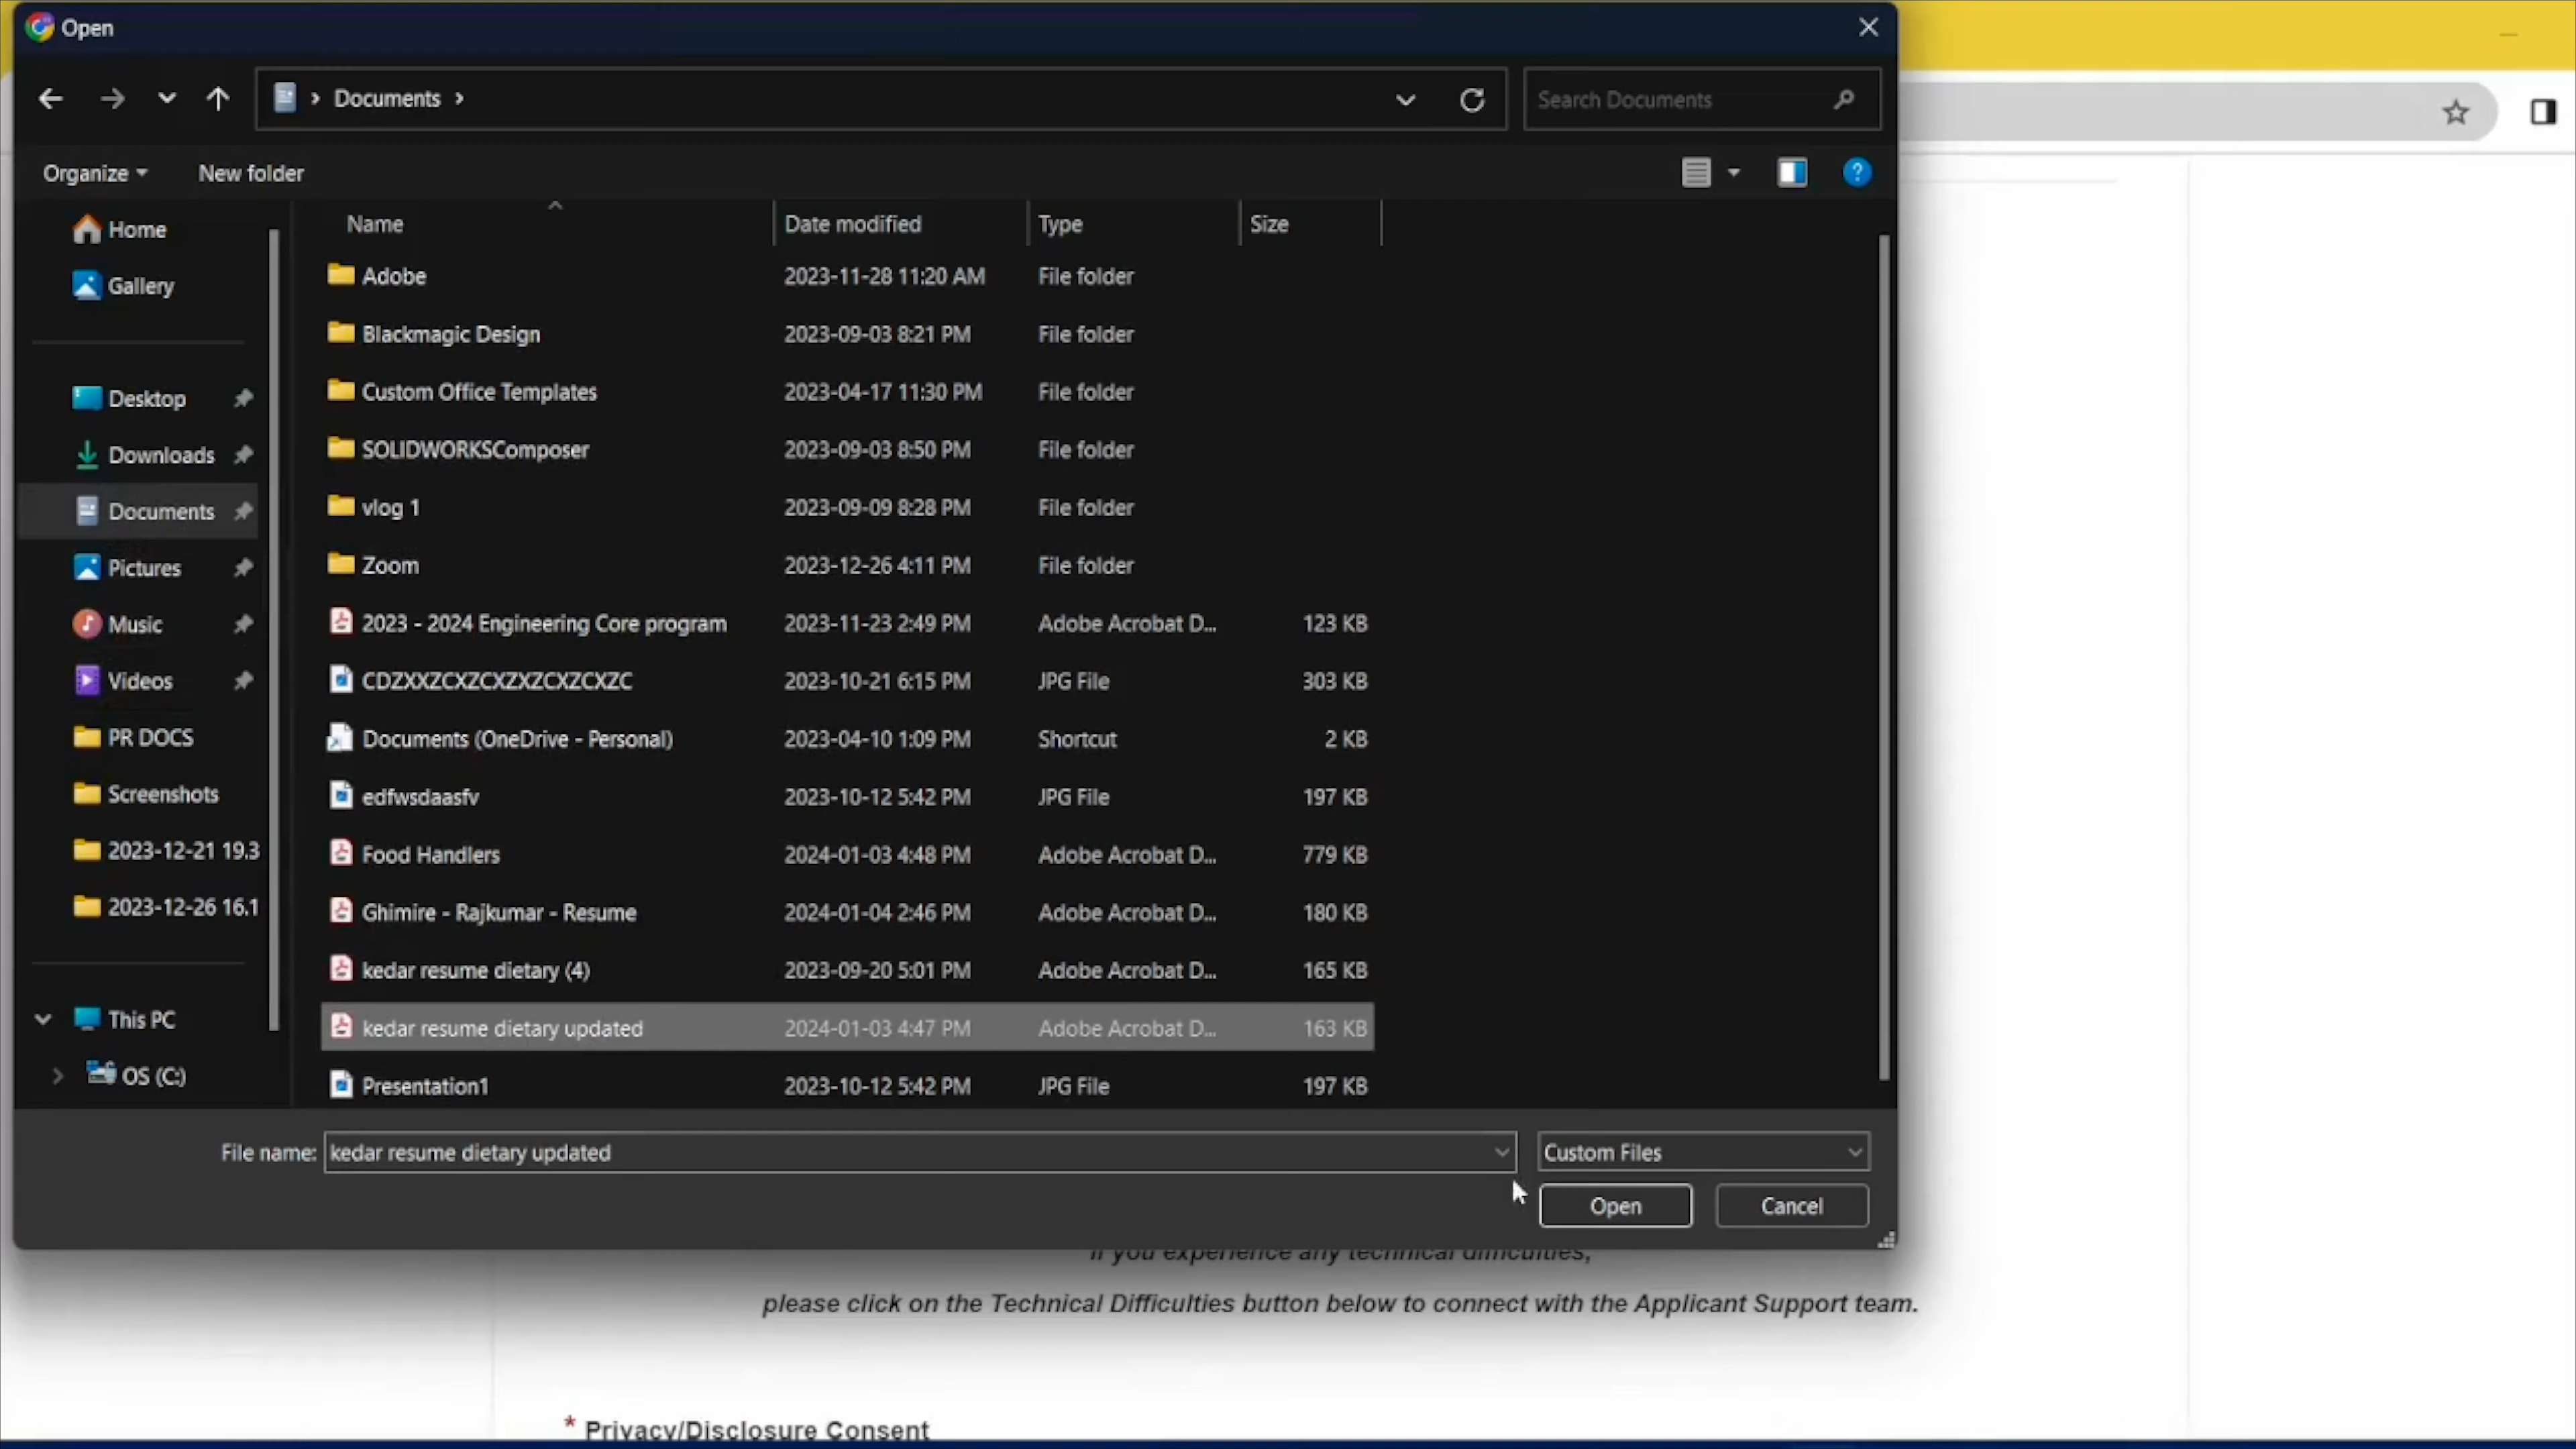 Open
Documents
Search Documents
Organize
New folder
Name Date modified Type Size
Home
Gallery
Desktop
Downloads
Documents
Pictures
Music
Videos
PR DOCS
Screenshots
2023-12-21 19.3
2023-12-26 16.1
This PC
OS (C:)
Adobe 2023-11-28 11:20 AM File folder
Blackmagic Design 2023-09-03 8:21 PM File folder
Custom Office Templates 2023-04-17 11:30 PM File folder
SOLIDWORKSComposer 2023-09-03 8:50 PM File folder
vlog 1 2023-09-09 8:28 PM File folder
Zoom 2023-12-26 4:11 PM File folder
2023 - 2024 Engineering Core program 2023-11-23 2:49 PM Adobe Acrobat D... 123 KB
CDZXXZCXZCXZXZCXZCXZC 2023-10-21 6:15 PM JPG File 303 KB
Documents (OneDrive - Personal) 2023-04-10 1:09 PM Shortcut 2 KB
edfwsdaasfv 2023-10-12 5:42 PM JPG File 197 KB
Food Handlers 2024-01-03 4:48 PM Adobe Acrobat D... 779 KB
Ghimire - Rajkumar - Resume 2024-01-04 2:46 PM Adobe Acrobat D... 180 KB
kedar resume dietary (4) 2023-09-20 5:01 PM Adobe Acrobat D... 165 KB
kedar resume dietary updated 2024-01-03 4:47 PM Adobe Acrobat D... 163 KB
Presentation1 2023-10-12 5:42 PM JPG File 197 KB
File name: kedar resume dietary updated Custom Files
Open Cancel
If you experience any technical difficulties,
please click on the Technical Difficulties button below to connect with the Applicant Support team.
* Privacy/Disclosure Consent